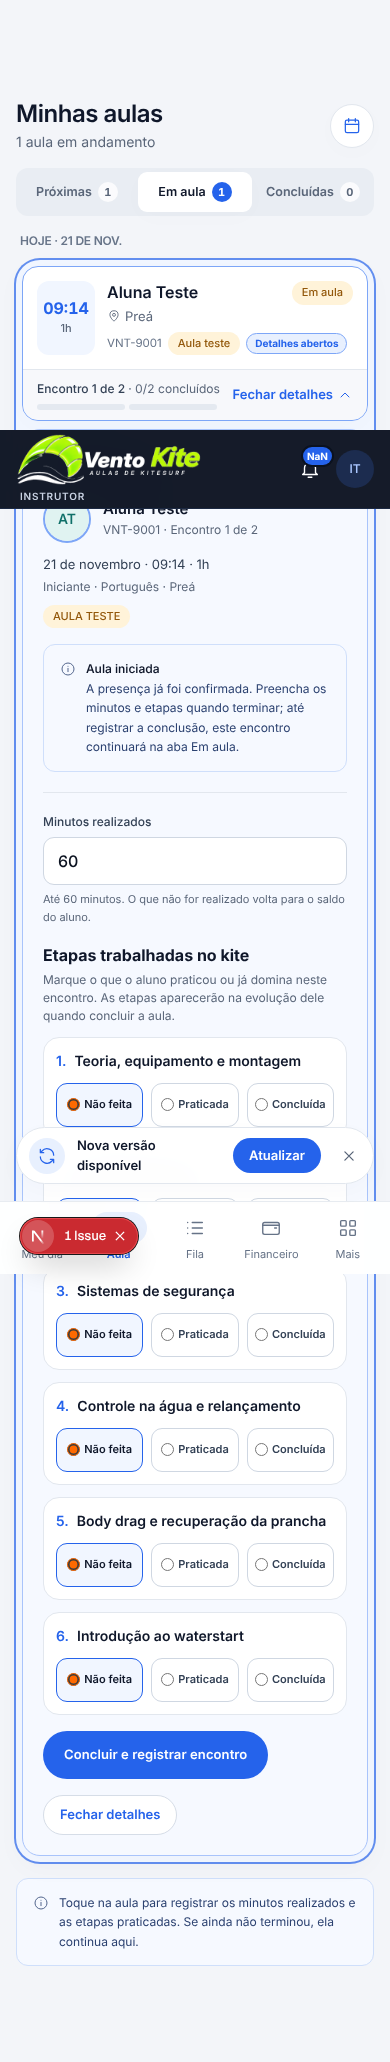 Minhas aulas
1 aula em andamento
Próximas 1
Em aula 1
Concluídas 0
HOJE · 21 DE NOV.
09:14
1h
Aluna Teste
Em aula
Preá
VNT-9001 Aula teste Detalhes abertos
Encontro 1 de 2 · 0/2 concluídos
Fechar detalhes
Vento Kite
AULAS DE KITESURF
INSTRUTOR
NaN
IT
AT
Aluna Teste
VNT-9001 · Encontro 1 de 2
21 de novembro · 09:14 · 1h
Iniciante · Português · Preá
AULA TESTE
Aula iniciada
A presença já foi confirmada. Preencha os
minutos e etapas quando terminar; até
registrar a conclusão, este encontro
continuará na aba Em aula.
Minutos realizados
60
Até 60 minutos. O que não for realizado volta para o saldo
do aluno.
Etapas trabalhadas no kite
Marque o que o aluno praticou ou já domina neste
encontro. As etapas aparecerão na evolução dele
quando concluir a aula.
1. Teoria, equipamento e montagem
Não feita Praticada Concluída
Nova versão
disponível
Atualizar
N 1 Issue
Meu dia
Aula
Fila
Financeiro
Mais
3. Sistemas de segurança
Não feita Praticada Concluída
4. Controle na água e relançamento
Não feita Praticada Concluída
5. Body drag e recuperação da prancha
Não feita Praticada Concluída
6. Introdução ao waterstart
Não feita Praticada Concluída
Concluir e registrar encontro
Fechar detalhes
Toque na aula para registrar os minutos realizados e
as etapas praticadas. Se ainda não terminou, ela
continua aqui.